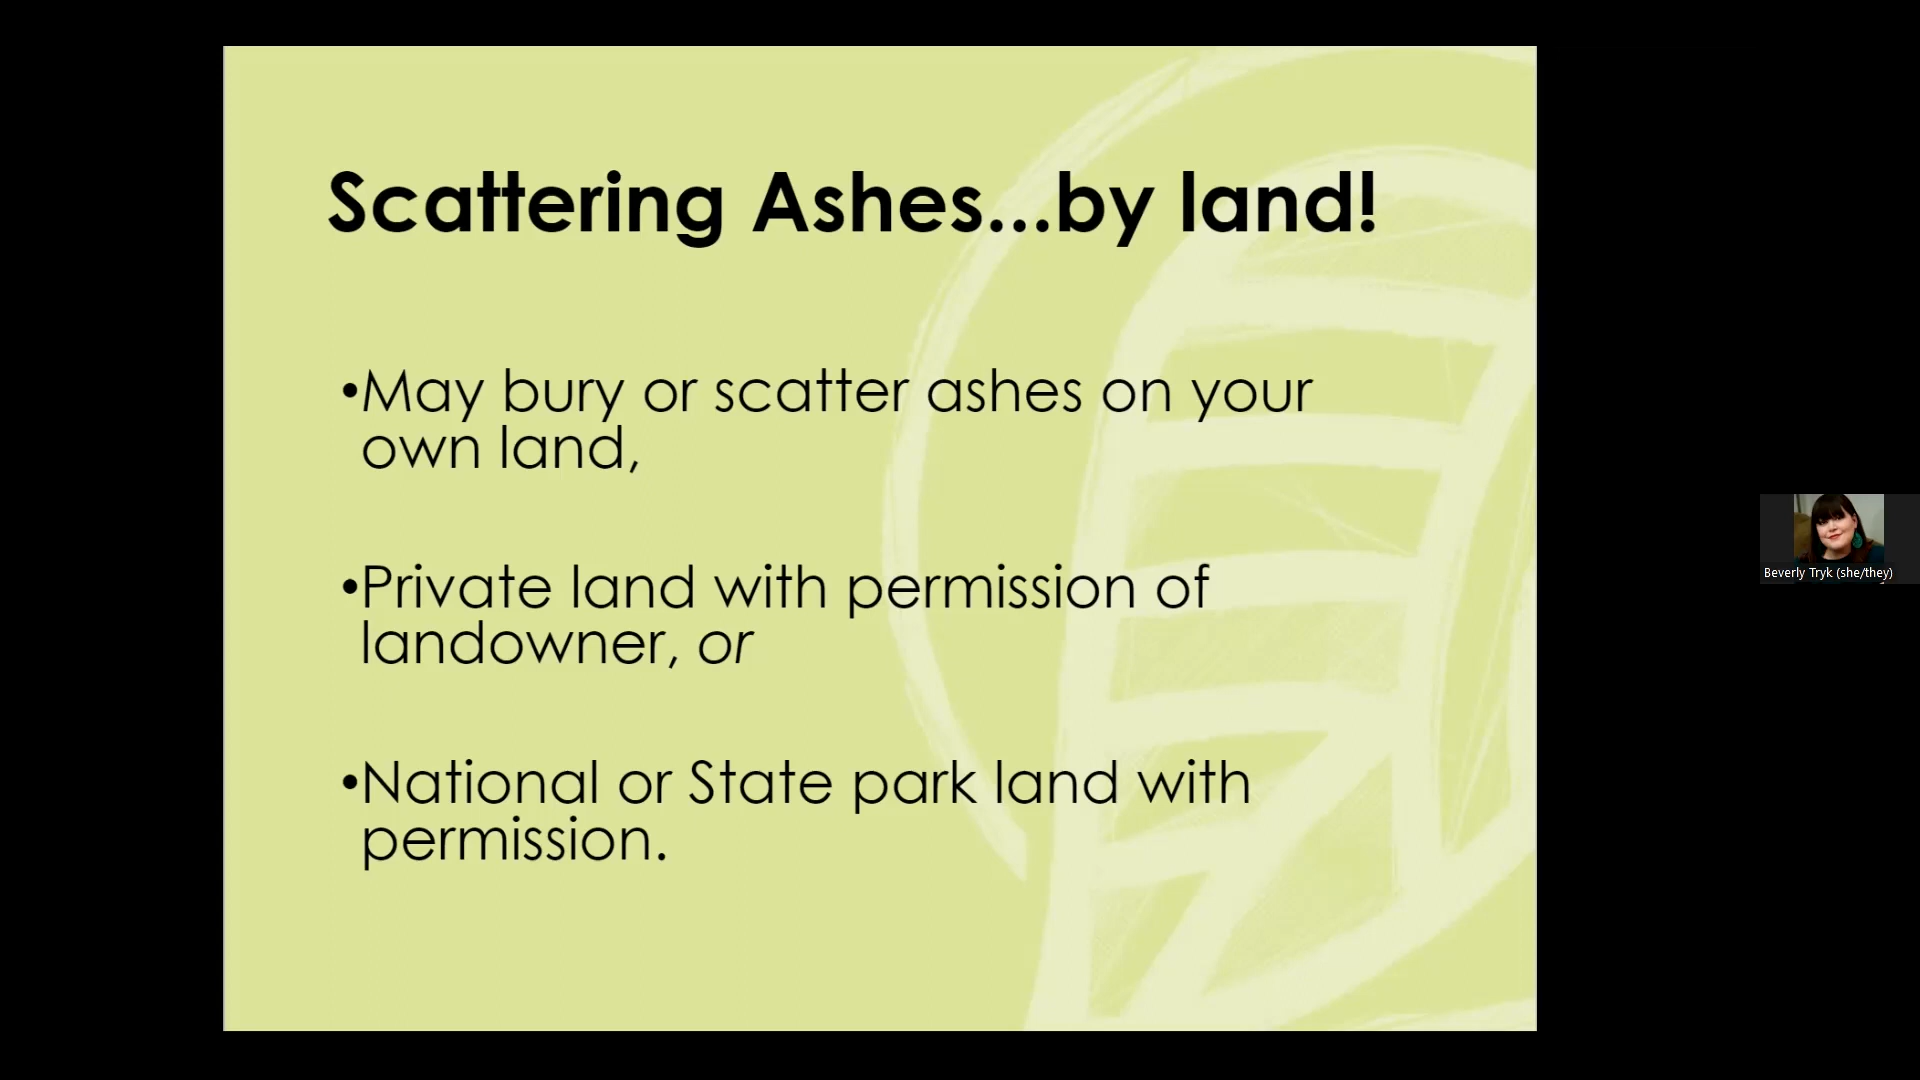 Scattering Ashes...by land!
•May bury or scatter ashes on your
own land,
•Private land with permission of
landowner, or
•National or State park land with
permission.
Beverly Tryk (she/they)